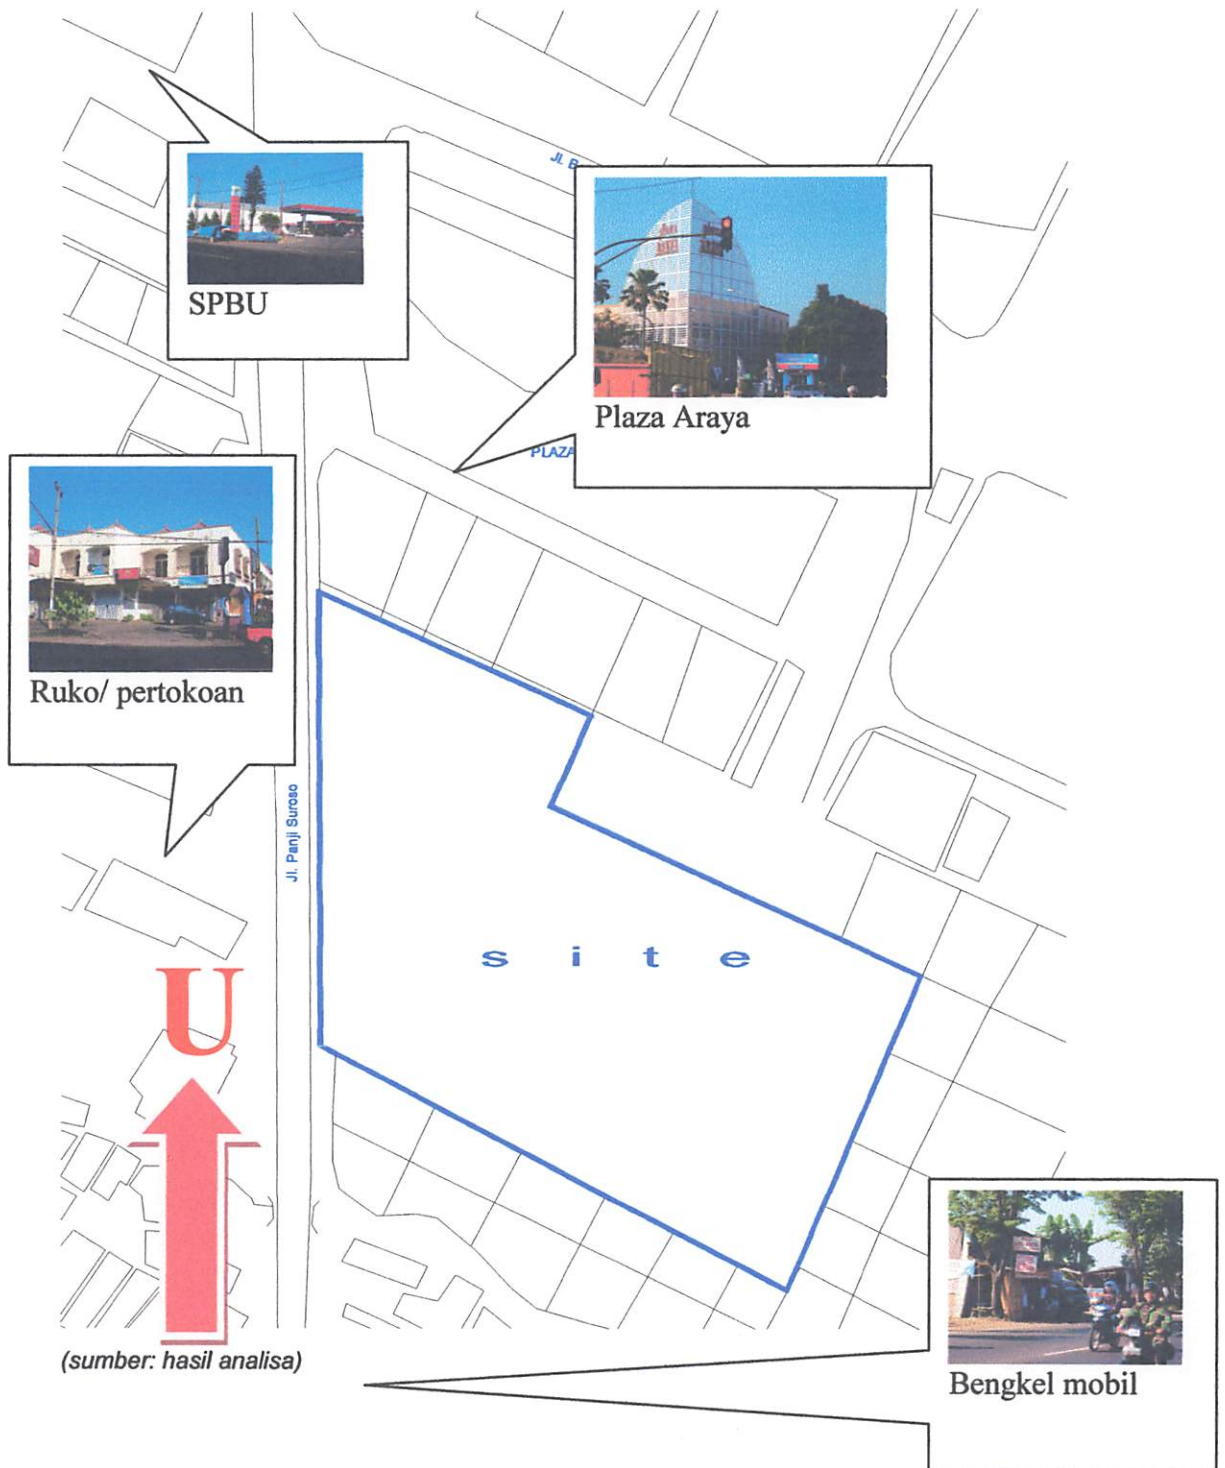 Jl. B
SPBU
Plaza Araya
PLAZA
Ruko/ pertokoan
Jl. Panji Suroso
s i t e
U
(sumber: hasil analisa)
Bengkel mobil